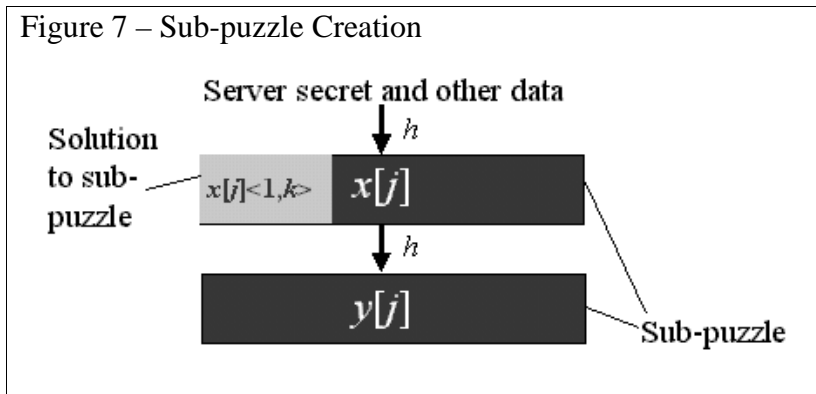 Figure 7 – Sub-puzzle Creation
Server secret and other data
h
Solution
to sub-
puzzle
x[j]<1,k>
x[j]
h
y[j]
Sub-puzzle